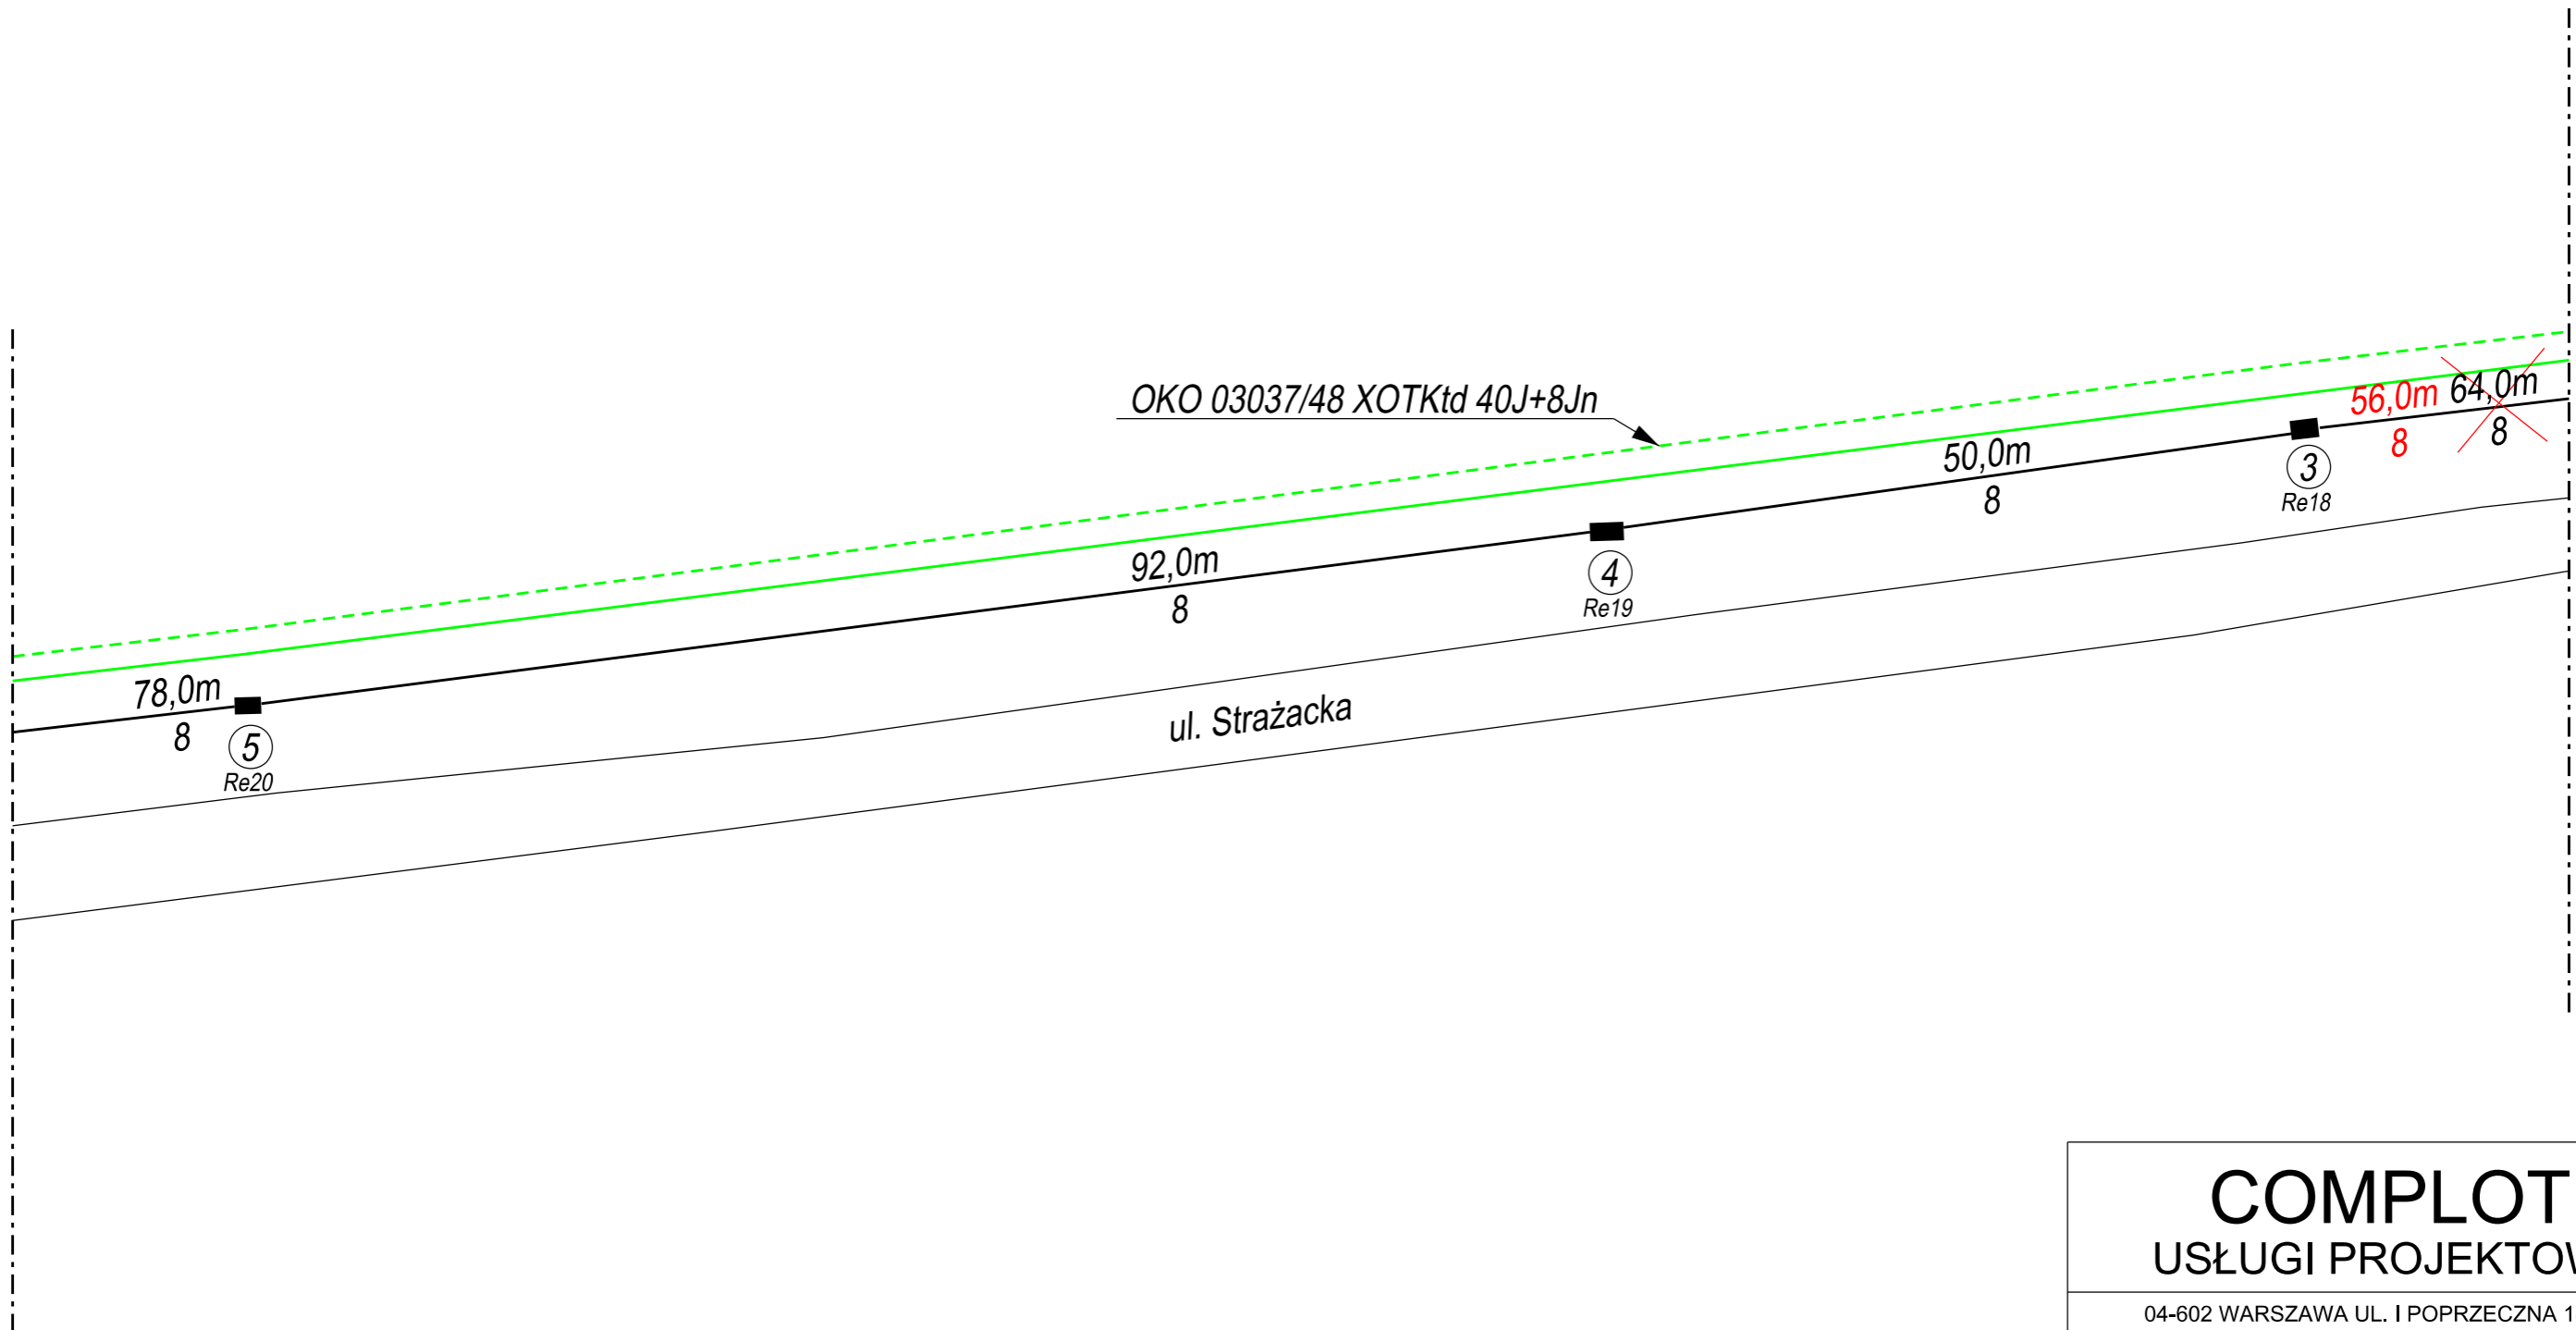 OKO 03037/48 XOTKtd 40J+8Jn
56,0m
8
64,0m
8
50,0m
8
3
Re18
92,0m
8
4
Re19
78,0m
8
5
Re20
ul. Strażacka
COMPLOT
USŁUGI PROJEKTOW
04-602 WARSZAWA UL. I POPRZECZNA 1